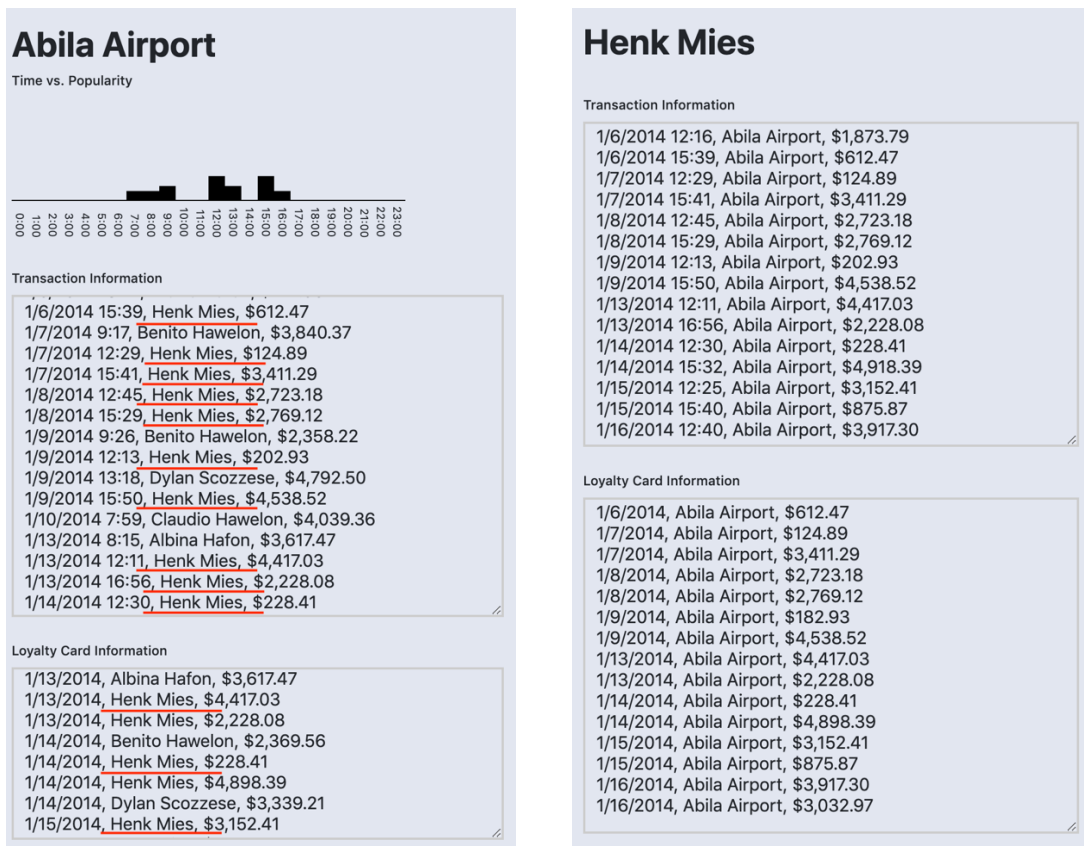 Abila Airport
Time vs. Popularity
0:00
1:00
2:00
3:00
4:00
5:00
6:00
7:00
8:00
9:00
10:00
11:00
12:00
13:00
14:00
15:00
16:00
17:00
18:00
19:00
20:00
21:00
22:00
23:00
Transaction Information
1/6/2014 15:39, Henk Mies, $612.47
1/7/2014 9:17, Benito Hawelon, $3,840.37
1/7/2014 12:29, Henk Mies, $124.89
1/7/2014 15:41, Henk Mies, $3,411.29
1/8/2014 12:45, Henk Mies, $2,723.18
1/8/2014 15:29, Henk Mies, $2,769.12
1/9/2014 9:26, Benito Hawelon, $2,358.22
1/9/2014 12:13, Henk Mies, $202.93
1/9/2014 13:18, Dylan Scozzese, $4,792.50
1/9/2014 15:50, Henk Mies, $4,538.52
1/10/2014 7:59, Claudio Hawelon, $4,039.36
1/13/2014 8:15, Albina Hafon, $3,617.47
1/13/2014 12:11, Henk Mies, $4,417.03
1/13/2014 16:56, Henk Mies, $2,228.08
1/14/2014 12:30, Henk Mies, $228.41
Loyalty Card Information
1/13/2014, Albina Hafon, $3,617.47
1/13/2014, Henk Mies, $4,417.03
1/13/2014, Henk Mies, $2,228.08
1/14/2014, Benito Hawelon, $2,369.56
1/14/2014, Henk Mies, $228.41
1/14/2014, Henk Mies, $4,898.39
1/14/2014, Dylan Scozzese, $3,339.21
1/15/2014, Henk Mies, $3,152.41
Henk Mies
Transaction Information
1/6/2014 12:16, Abila Airport, $1,873.79
1/6/2014 15:39, Abila Airport, $612.47
1/7/2014 12:29, Abila Airport, $124.89
1/7/2014 15:41, Abila Airport, $3,411.29
1/8/2014 12:45, Abila Airport, $2,723.18
1/8/2014 15:29, Abila Airport, $2,769.12
1/9/2014 12:13, Abila Airport, $202.93
1/9/2014 15:50, Abila Airport, $4,538.52
1/13/2014 12:11, Abila Airport, $4,417.03
1/13/2014 16:56, Abila Airport, $2,228.08
1/14/2014 12:30, Abila Airport, $228.41
1/14/2014 15:32, Abila Airport, $4,918.39
1/15/2014 12:25, Abila Airport, $3,152.41
1/15/2014 15:40, Abila Airport, $875.87
1/16/2014 12:40, Abila Airport, $3,917.30
Loyalty Card Information
1/6/2014, Abila Airport, $612.47
1/7/2014, Abila Airport, $124.89
1/7/2014, Abila Airport, $3,411.29
1/8/2014, Abila Airport, $2,723.18
1/8/2014, Abila Airport, $2,769.12
1/9/2014, Abila Airport, $182.93
1/9/2014, Abila Airport, $4,538.52
1/13/2014, Abila Airport, $4,417.03
1/13/2014, Abila Airport, $2,228.08
1/14/2014, Abila Airport, $228.41
1/14/2014, Abila Airport, $4,898.39
1/15/2014, Abila Airport, $3,152.41
1/15/2014, Abila Airport, $875.87
1/16/2014, Abila Airport, $3,917.30
1/16/2014, Abila Airport, $3,032.97